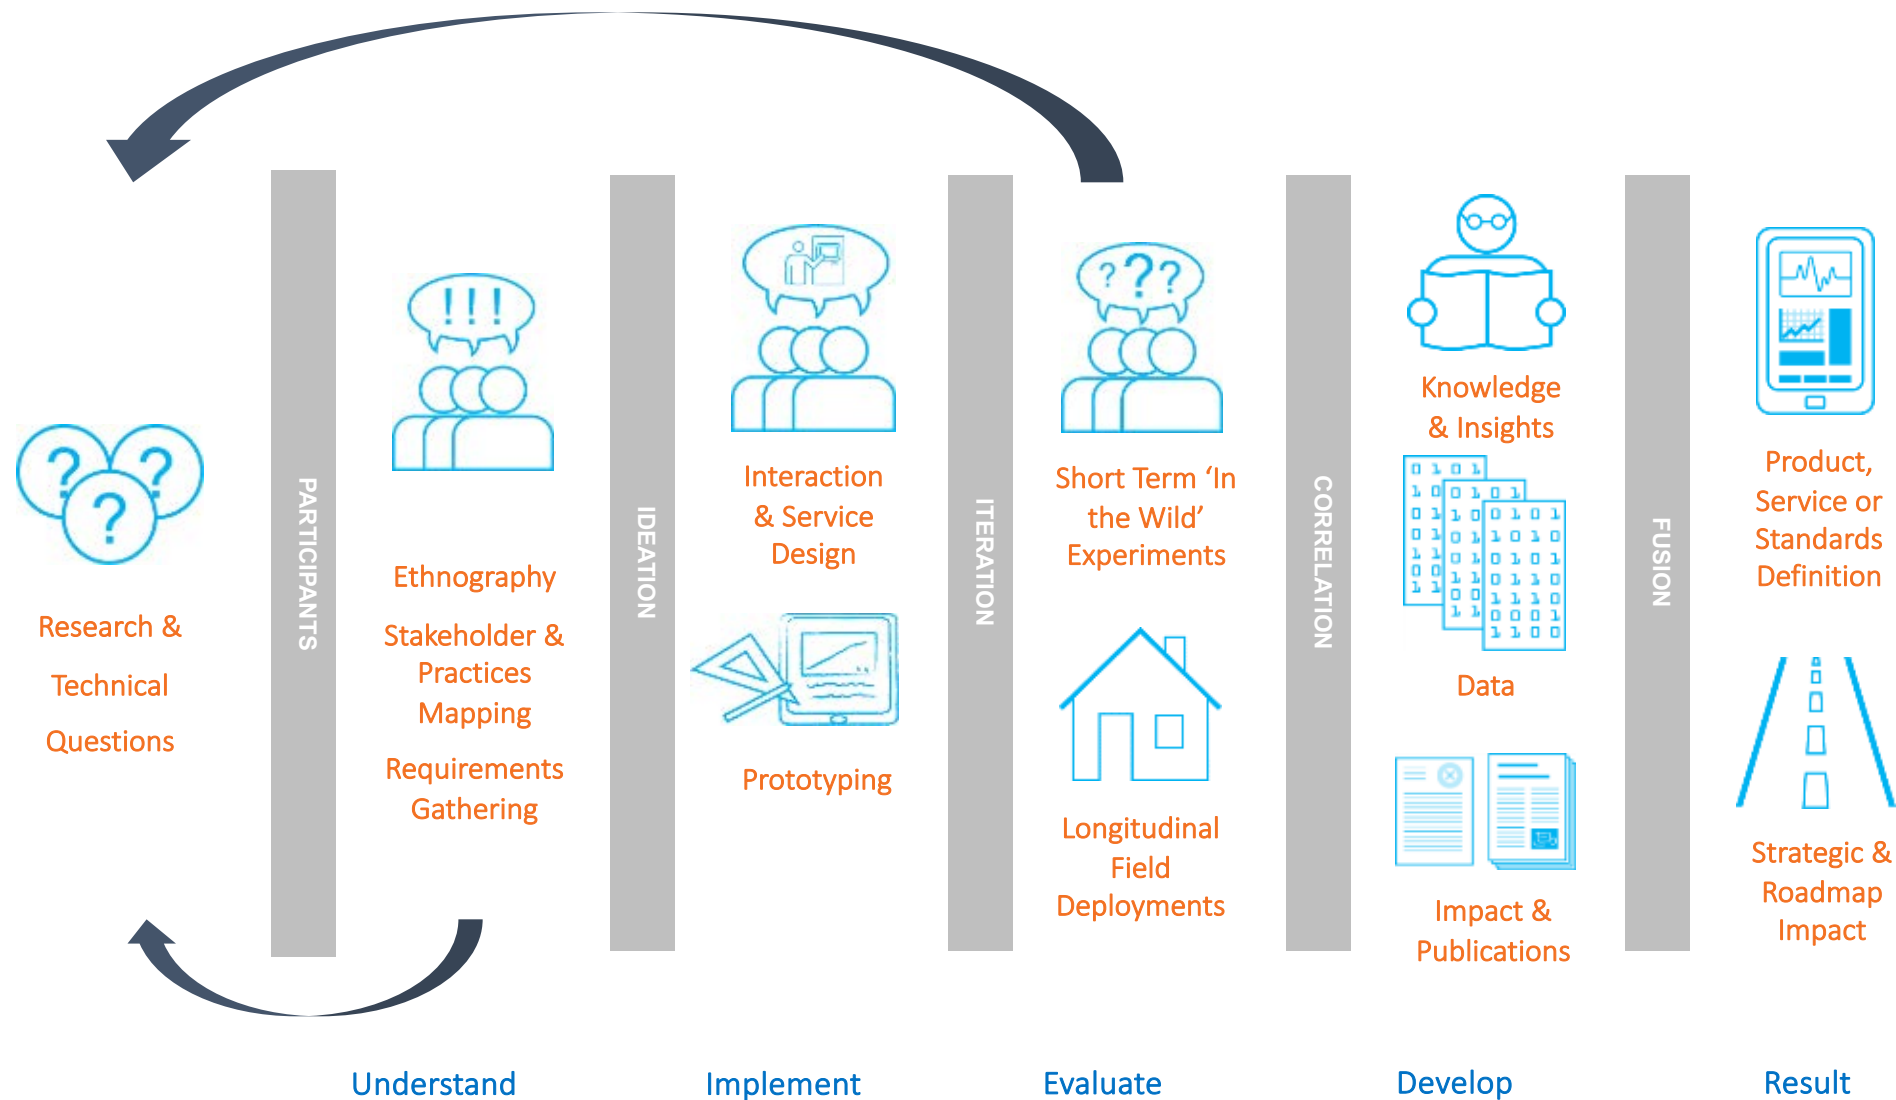 Research &
Technical
Questions
PARTICIPANTS
! ! !
Ethnography
Stakeholder &
Practices
Mapping
Requirements
Gathering
IDEATION
Interaction
& Service
Design
Prototyping
ITERATION
? ? ?
Short Term ‘In
the Wild’
Experiments
Longitudinal
Field
Deployments
CORRELATION
Knowledge
& Insights
Data
Impact &
Publications
FUSION
Product,
Service or
Standards
Definition
Strategic &
Roadmap
Impact
Understand
Implement
Evaluate
Develop
Result